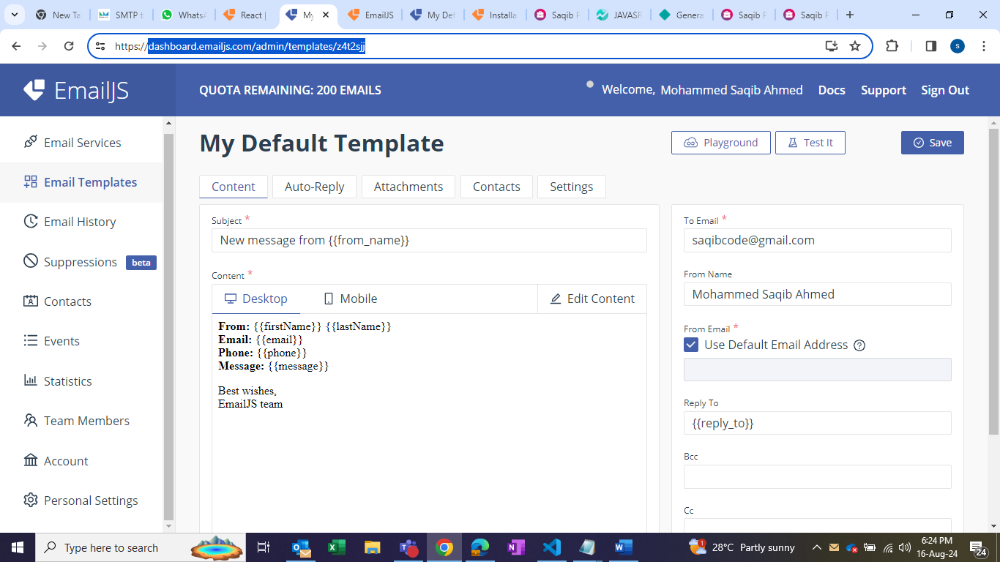 New Ta
SMTP t
WhatsA
React |
My
EmailJS
My Def
Installa
Saqib P
JAVASR
Genera
Saqib P
Saqib P
https://dashboard.emailjs.com/admin/templates/z4t2sjj
S
EmailJS
QUOTA REMAINING: 200 EMAILS
Welcome, Mohammed Saqib Ahmed
Docs
Support
Sign Out
Email Services
Email Templates
Email History
Suppressions beta
Contacts
Events
Statistics
Team Members
Account
Personal Settings
My Default Template
Playground
Test It
Save
Content
Auto-Reply
Attachments
Contacts
Settings
Subject *
New message from {{from_name}}
Content *
Desktop
Mobile
Edit Content
From: {{firstName}} {{lastName}}
Email: {{email}}
Phone: {{phone}}
Message: {{message}}
Best wishes,
EmailJS team
To Email *
saqibcode@gmail.com
From Name
Mohammed Saqib Ahmed
From Email *
Use Default Email Address
Reply To
{{reply_to}}
Bcc
Cc
Type here to search
1
28°C Partly sunny
6:24 PM
16-Aug-24
24